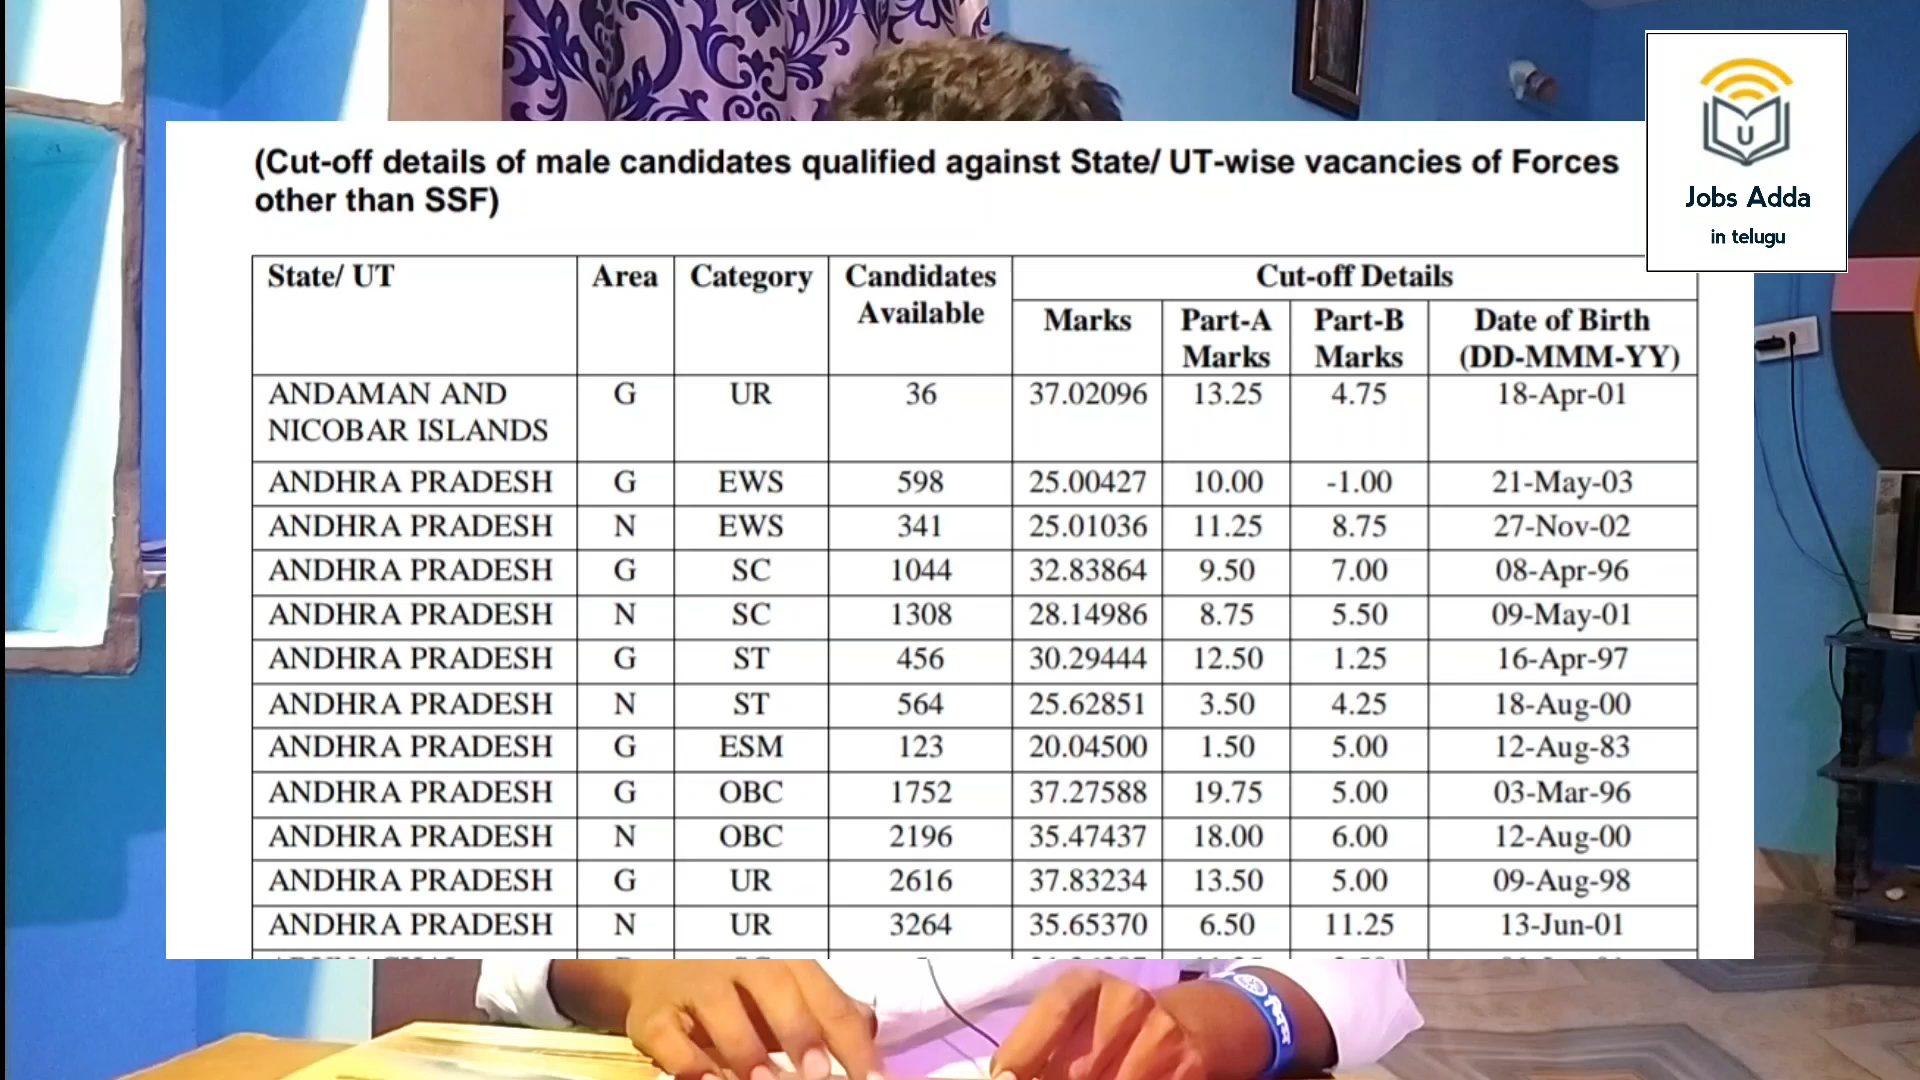 (Cut-off details of male candidates qualified against State/ UT-wise vacancies of Forces
other than SSF)
U
Jobs Adda
in telugu
State/ UT Area Category Candidates Available Cut-off Details
Marks Part-A Marks Part-B Marks Date of Birth (DD-MMM-YY)
ANDAMAN AND NICOBAR ISLANDS G UR 36 37.02096 13.25 4.75 18-Apr-01
ANDHRA PRADESH G EWS 598 25.00427 10.00 -1.00 21-May-03
ANDHRA PRADESH N EWS 341 25.01036 11.25 8.75 27-Nov-02
ANDHRA PRADESH G SC 1044 32.83864 9.50 7.00 08-Apr-96
ANDHRA PRADESH N SC 1308 28.14986 8.75 5.50 09-May-01
ANDHRA PRADESH G ST 456 30.29444 12.50 1.25 16-Apr-97
ANDHRA PRADESH N ST 564 25.62851 3.50 4.25 18-Aug-00
ANDHRA PRADESH G ESM 123 20.04500 1.50 5.00 12-Aug-83
ANDHRA PRADESH G OBC 1752 37.27588 19.75 5.00 03-Mar-96
ANDHRA PRADESH N OBC 2196 35.47437 18.00 6.00 12-Aug-00
ANDHRA PRADESH G UR 2616 37.83234 13.50 5.00 09-Aug-98
ANDHRA PRADESH N UR 3264 35.65370 6.50 11.25 13-Jun-01